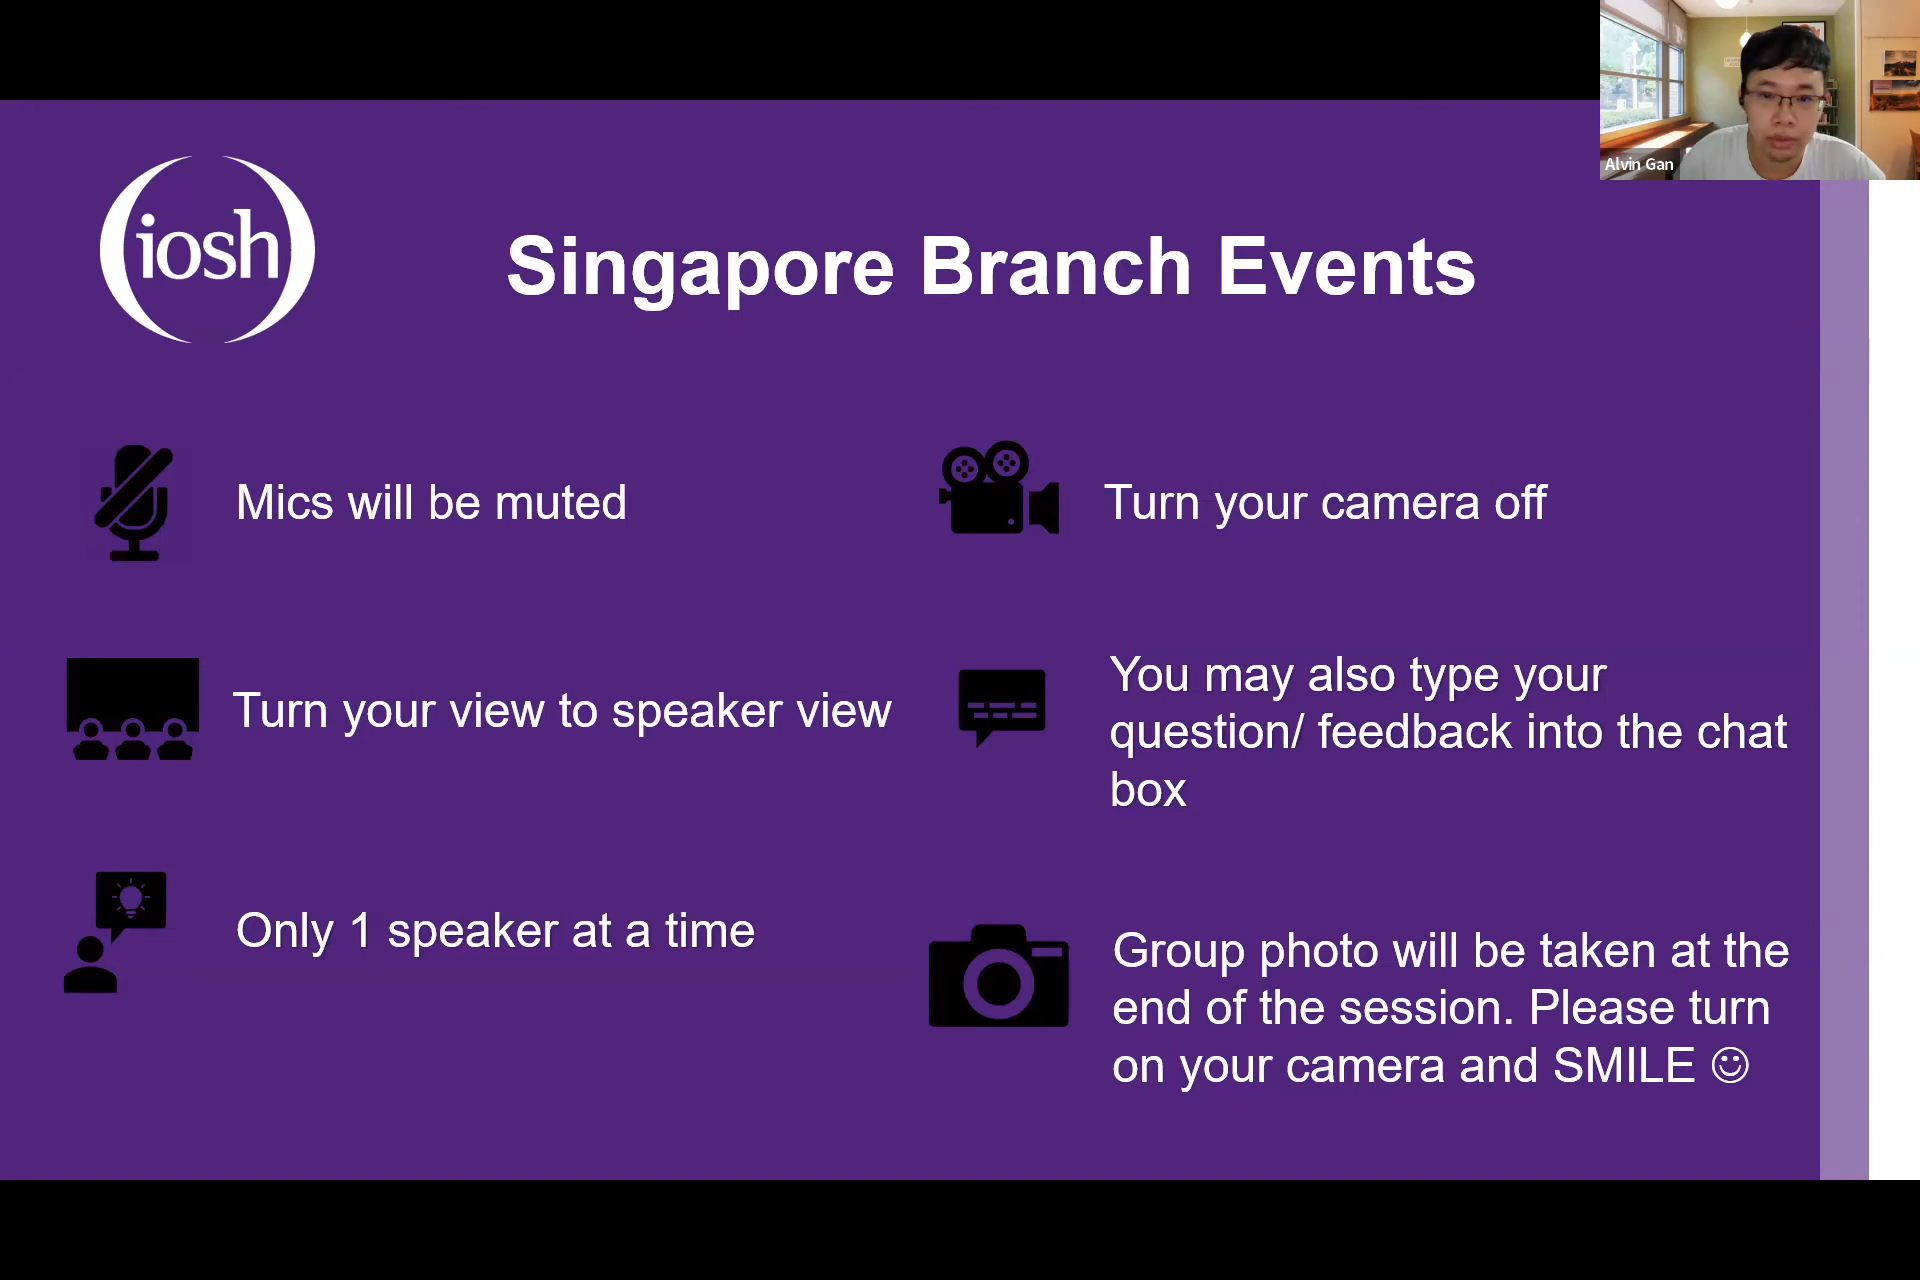 Alvin Gan
iosh
Singapore Branch Events
Mics will be muted
Turn your camera off
Turn your view to speaker view
You may also type your
question/ feedback into the chat
box
Only 1 speaker at a time
Group photo will be taken at the
end of the session. Please turn
on your camera and SMILE ☺